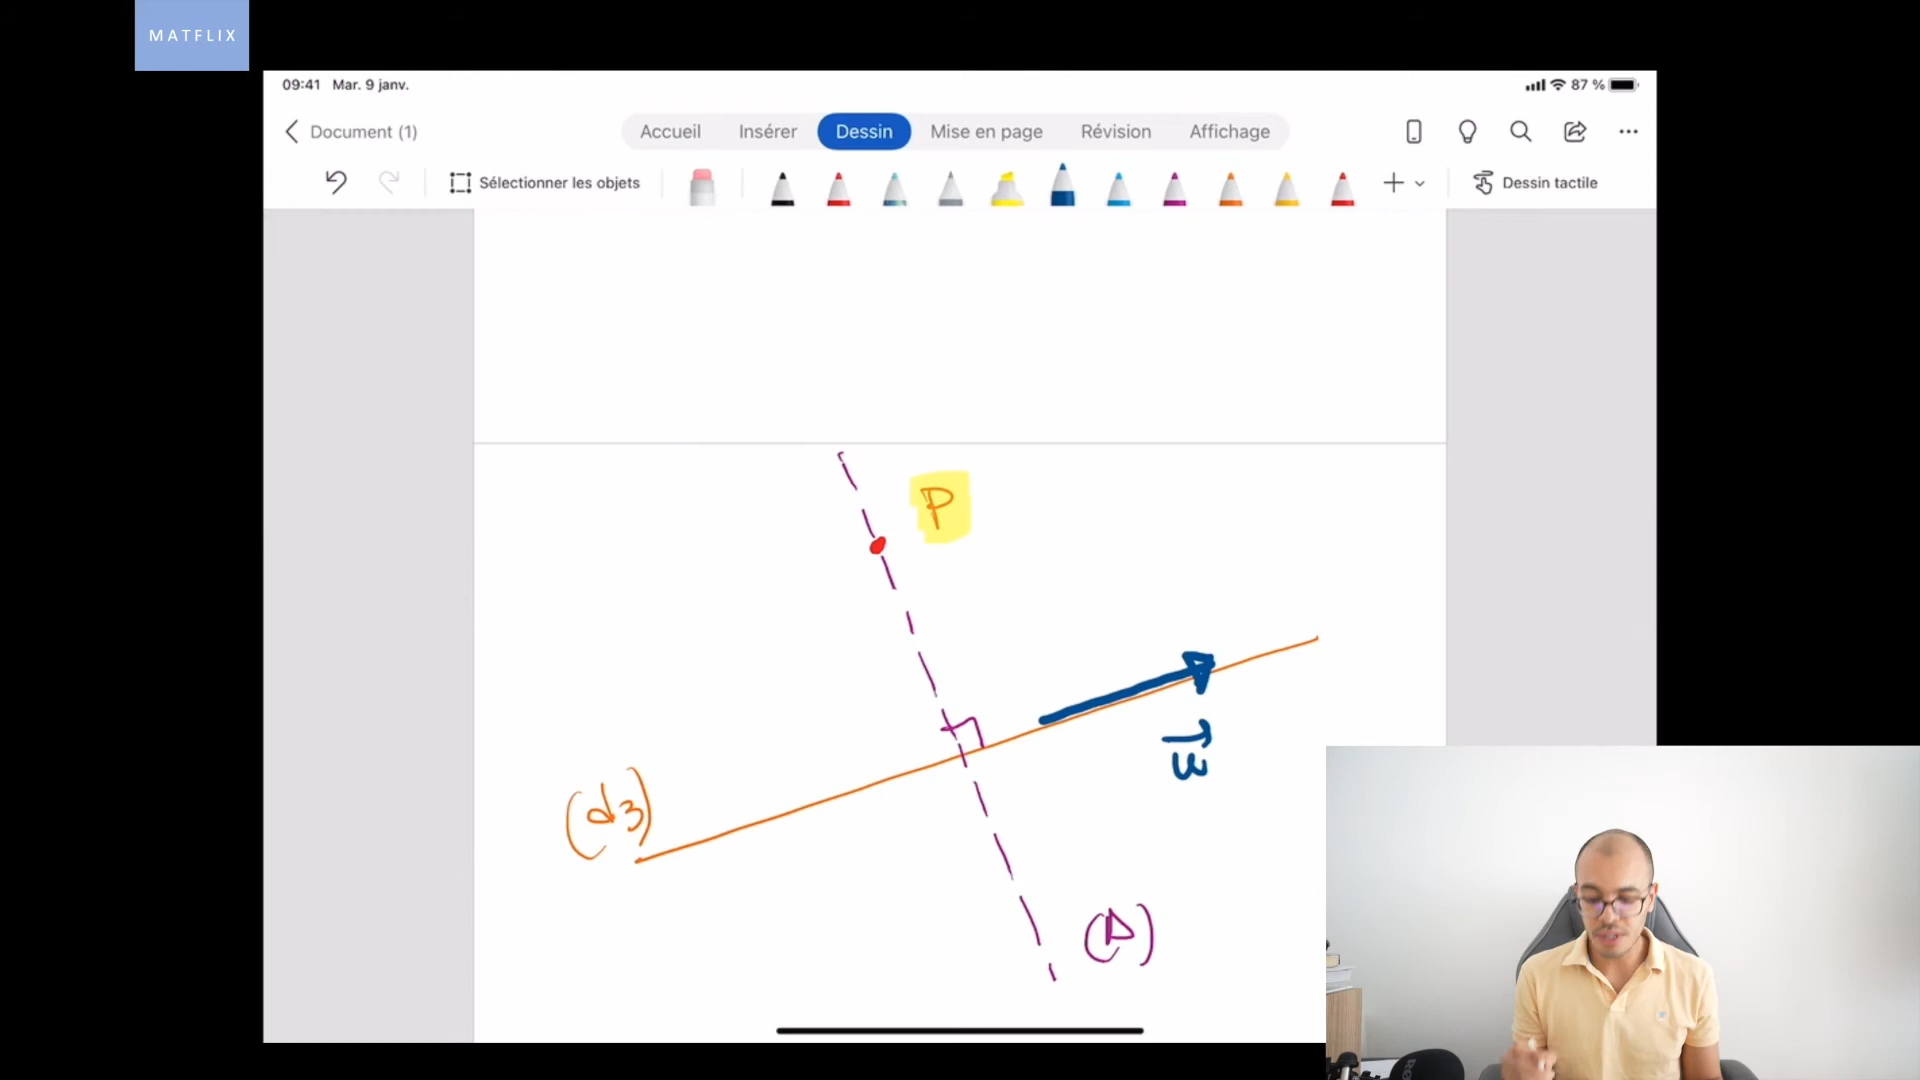 MATFLIX
09:41 Mar. 9 janv. 87 %
Document (1) Accueil Insérer Dessin Mise en page Révision Affichage
Sélectionner les objets Dessin tactile
P
(d3)
(Δ)